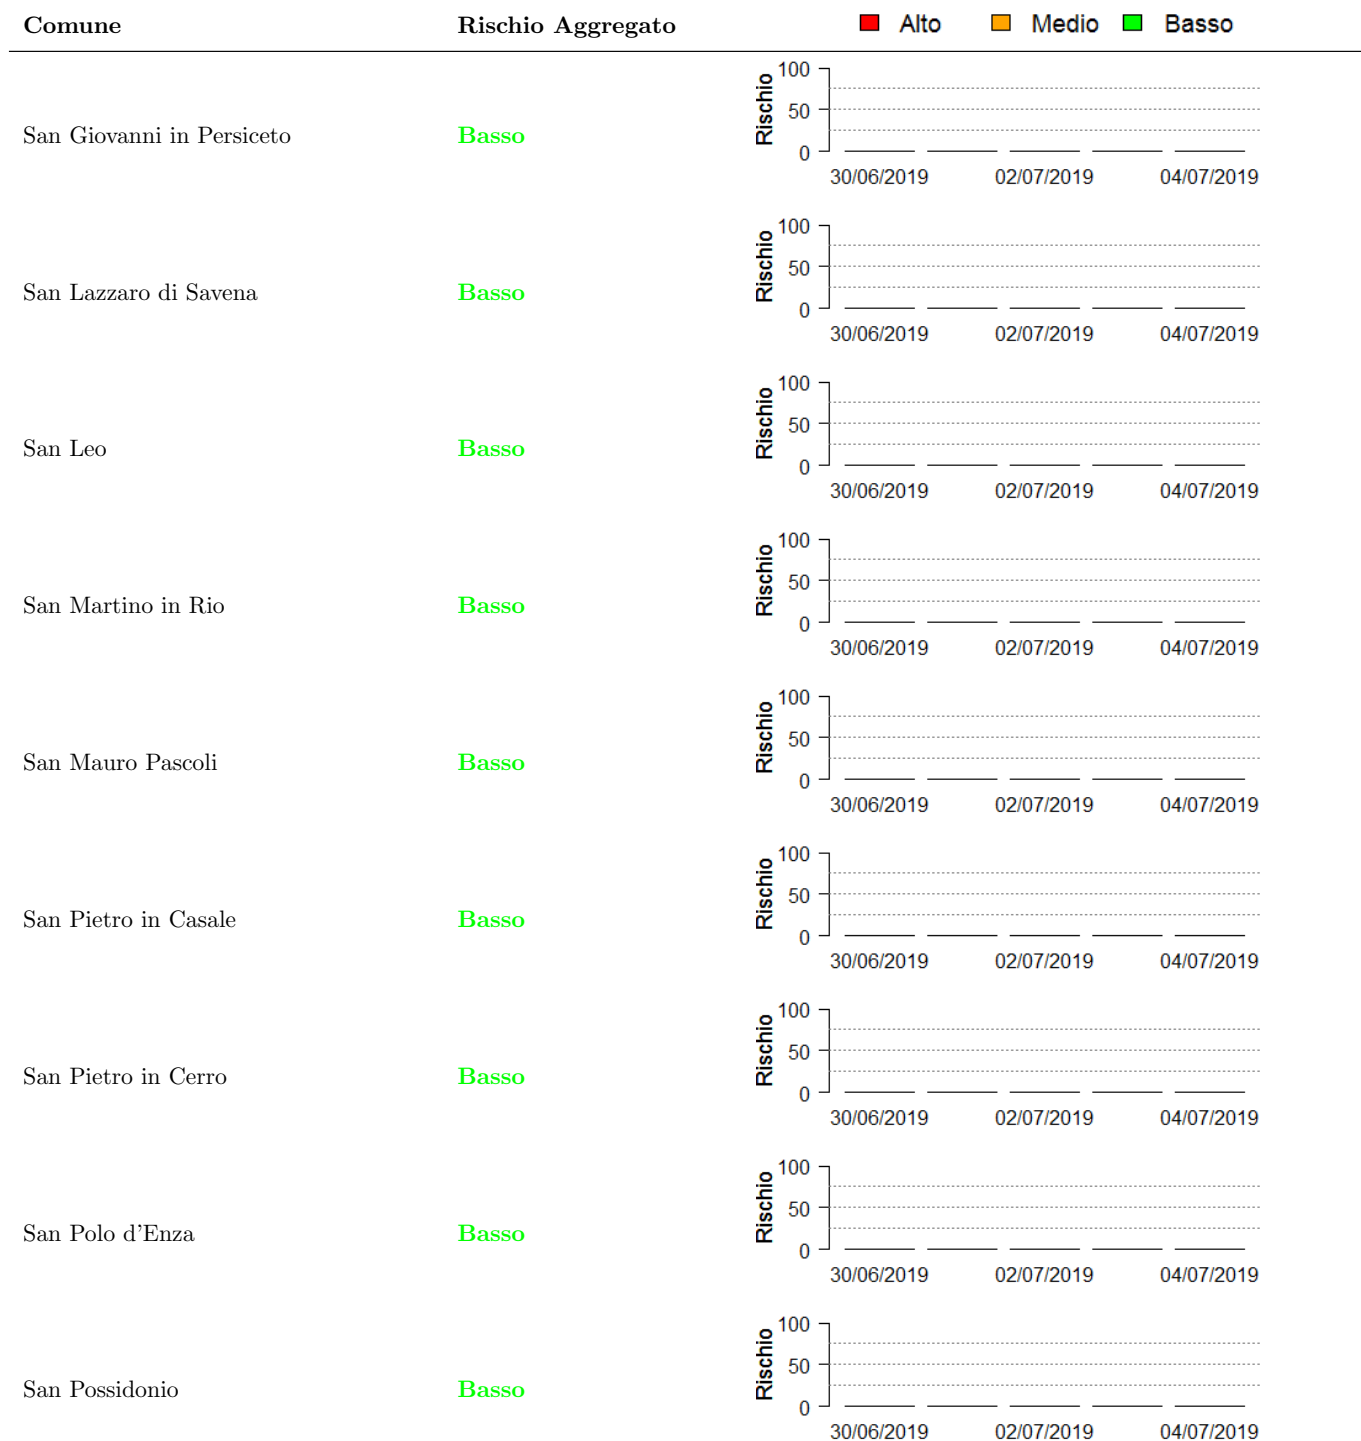 Comune Rischio Aggregato Alto Medio Basso
100
50
0
Rischio
San Giovanni in Persiceto Basso
30/06/2019 02/07/2019 04/07/2019
100
50
0
Rischio
San Lazzaro di Savena Basso
30/06/2019 02/07/2019 04/07/2019
100
50
0
Rischio
San Leo Basso
30/06/2019 02/07/2019 04/07/2019
100
50
0
Rischio
San Martino in Rio Basso
30/06/2019 02/07/2019 04/07/2019
100
50
0
Rischio
San Mauro Pascoli Basso
30/06/2019 02/07/2019 04/07/2019
100
50
0
Rischio
San Pietro in Casale Basso
30/06/2019 02/07/2019 04/07/2019
100
50
0
Rischio
San Pietro in Cerro Basso
30/06/2019 02/07/2019 04/07/2019
100
50
0
Rischio
San Polo d'Enza Basso
30/06/2019 02/07/2019 04/07/2019
100
50
0
Rischio
San Possidonio Basso
30/06/2019 02/07/2019 04/07/2019